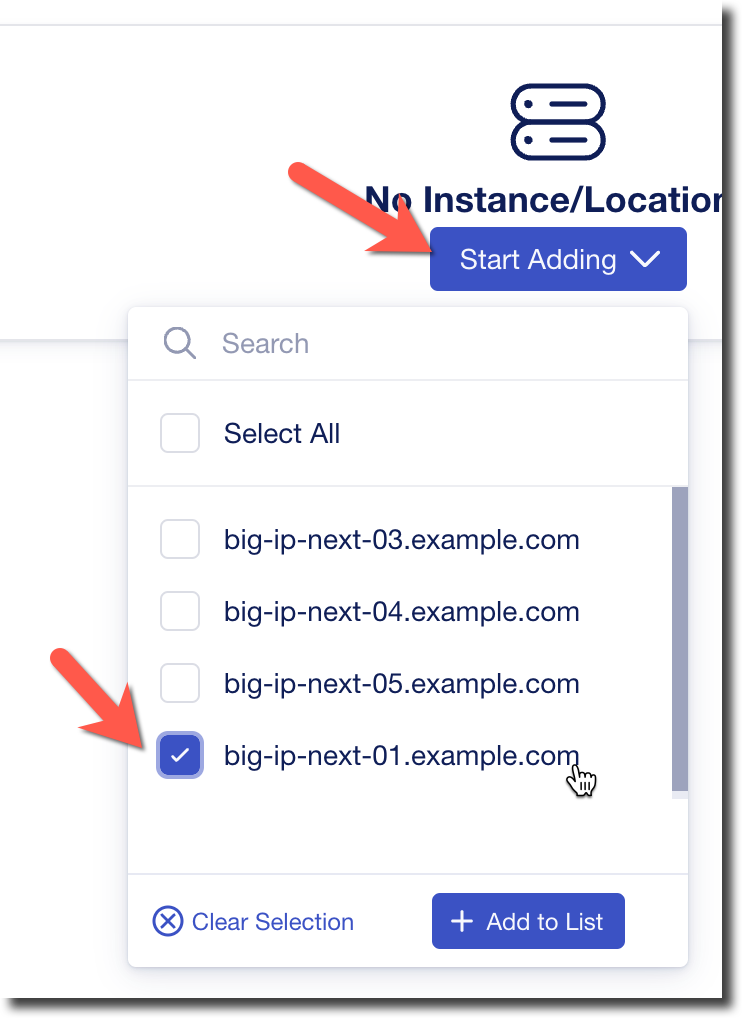 No Instance/Location
Start Adding
Search
Select All
big-ip-next-03.example.com
big-ip-next-04.example.com
big-ip-next-05.example.com
big-ip-next-01.example.com
Clear Selection
Add to List